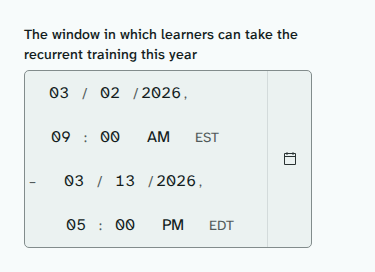 The window in which learners can take the
recurrent training this year
03 / 02 /2026,
09 : 00 AM EST
– 03 / 13 /2026,
05 : 00 PM EDT